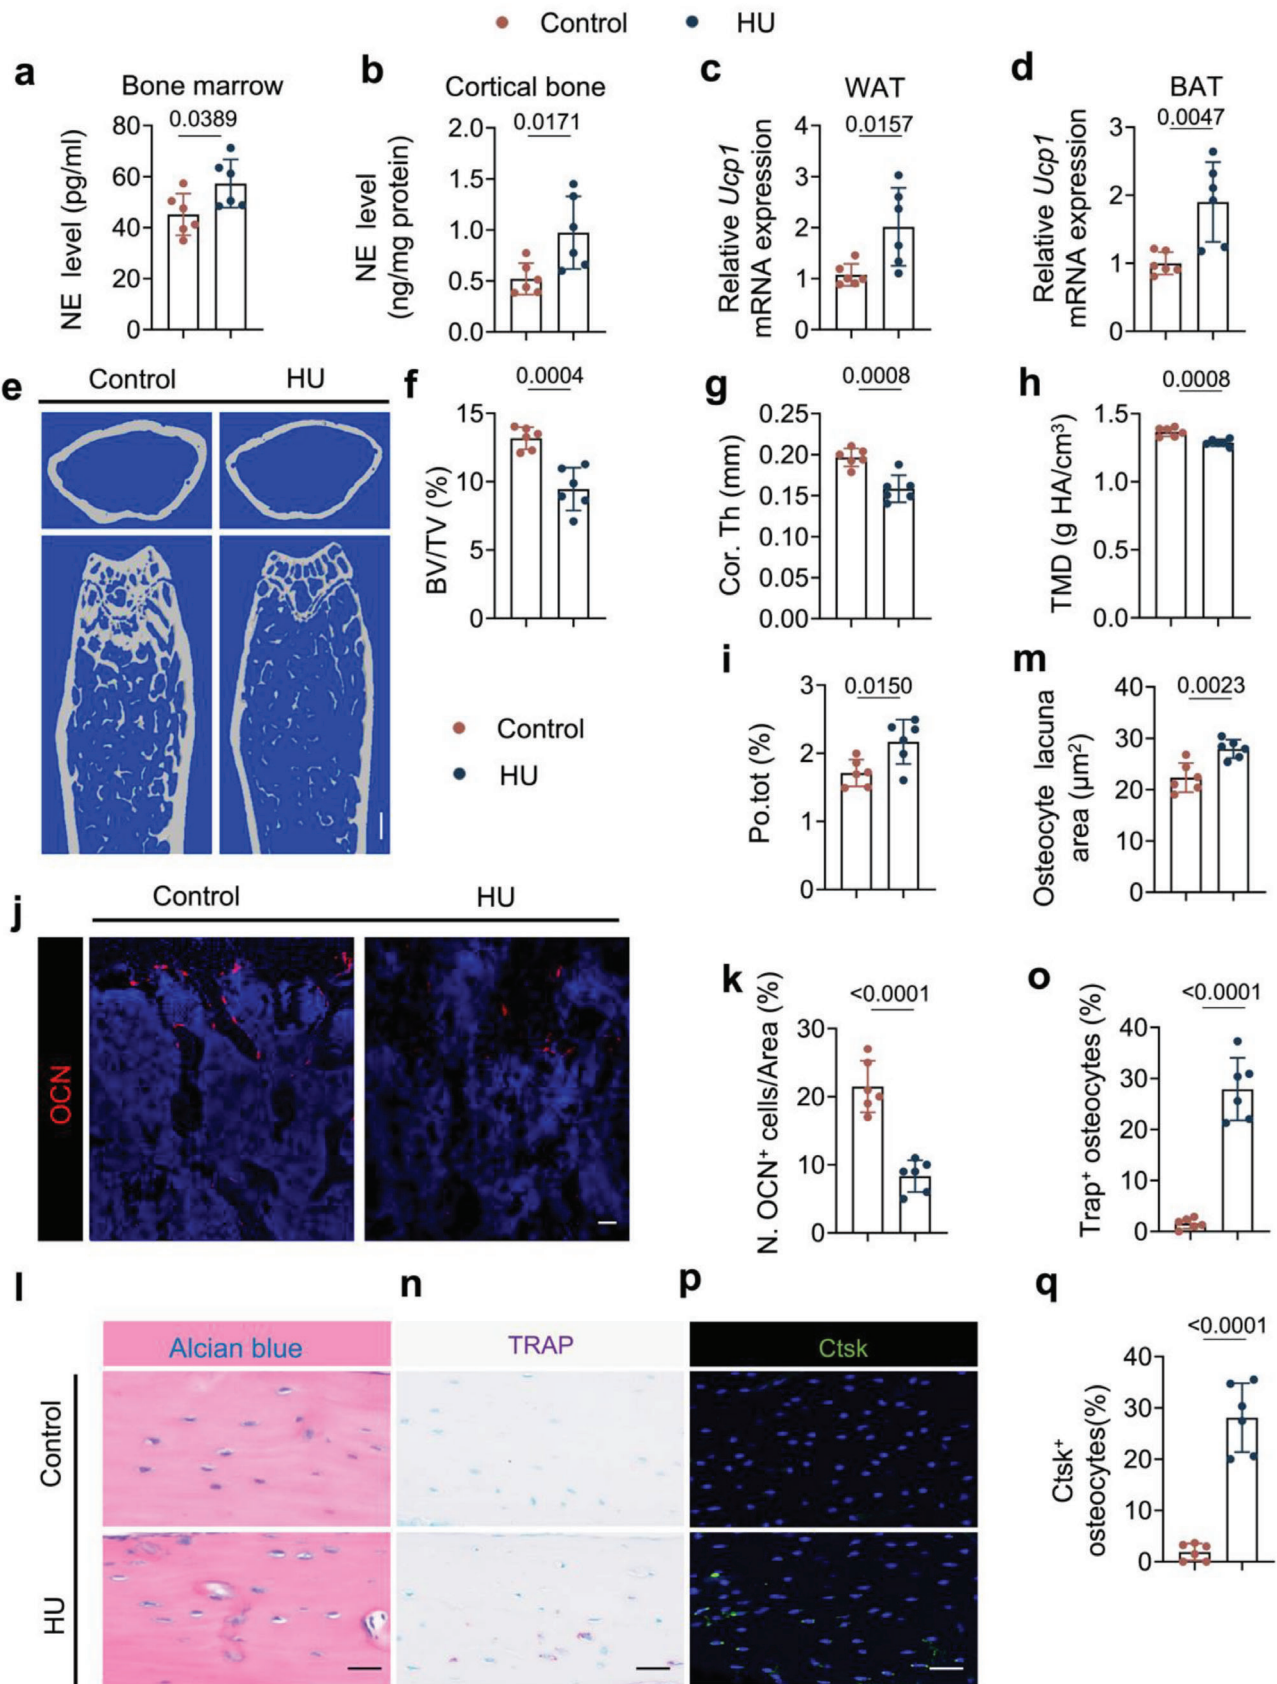 Control HU
a b c d
Bone marrow Cortical bone WAT BAT
0.0389 0.0171 0.0157 0.0047
NE level (pg/ml)
80
60
40
20
0
NE level
(ng/mg protein)
2.0
1.5
1.0
0.5
0.0
Relative Ucp1
mRNA expression
4
3
2
1
0
Relative Ucp1
mRNA expression
3
2
1
0
e Control HU
f
0.0004
BV/TV (%)
15
10
5
0
g
0.0008
Cor. Th (mm)
0.25
0.20
0.15
0.10
0.05
0.00
h
0.0008
TMD (g HA/cm³)
1.5
1.0
0.5
0.0
Control
HU
i
0.0150
Po.tot (%)
3
2
1
0
m
0.0023
Osteocyte lacuna
area (µm²)
40
30
20
10
0
j Control HU
OCN
k
<0.0001
N. OCN⁺ cells/Area (%)
30
20
10
0
o
<0.0001
Trap⁺ osteocytes (%)
40
30
20
10
0
l n p
Alcian blue TRAP Ctsk
Control
HU
q
<0.0001
Ctsk⁺
osteocytes(%)
40
30
20
10
0